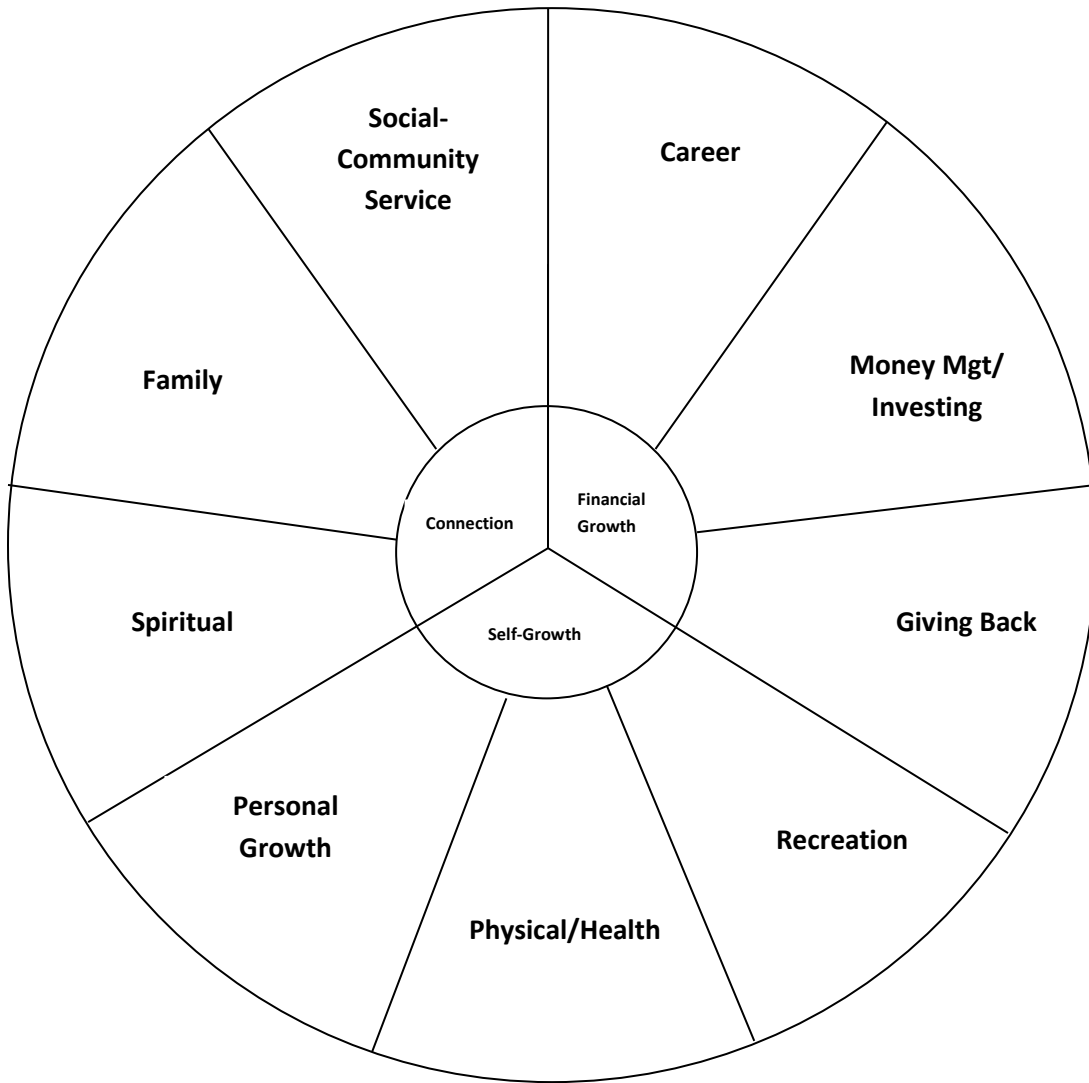 Social-
Community
Service
Career
Money Mgt/
Investing
Family
Financial
Growth
Connection
Spiritual
Giving Back
Self-Growth
Personal
Growth
Recreation
Physical/Health